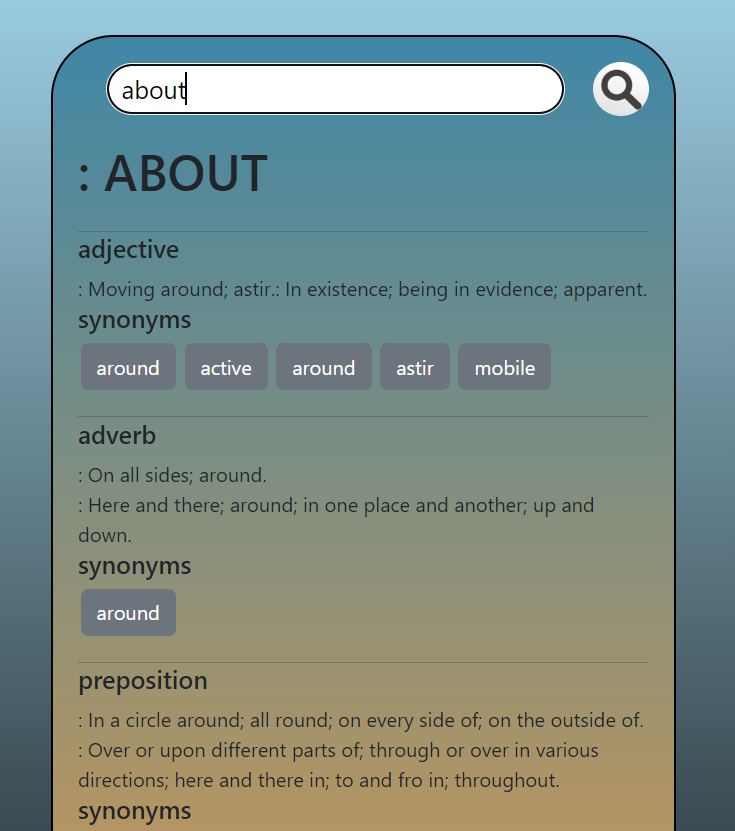 about
: ABOUT
adjective
: Moving around; astir.: In existence; being in evidence; apparent.
synonyms
around active around astir mobile
adverb
: On all sides; around.
: Here and there; around; in one place and another; up and
down.
synonyms
around
preposition
: In a circle around; all round; on every side of; on the outside of.
: Over or upon different parts of; through or over in various
directions; here and there in; to and fro in; throughout.
synonyms